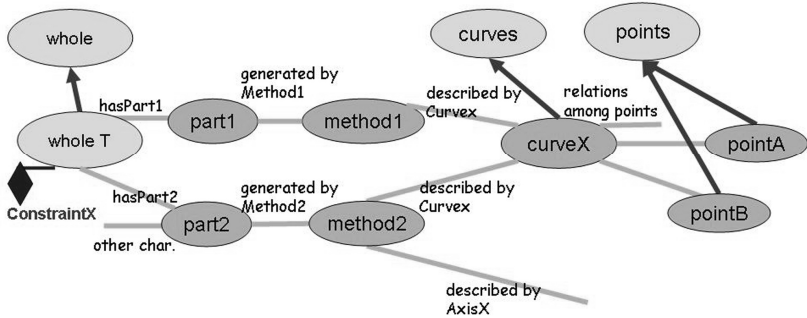 whole
curves
points
generated by
Method1
hasPart1
described by
Curvex
relations
among points
part1
method1
whole T
curveX
pointA
ConstraintX
hasPart2
generated by
Method2
described by
Curvex
pointB
part2
method2
other char.
described by
AxisX